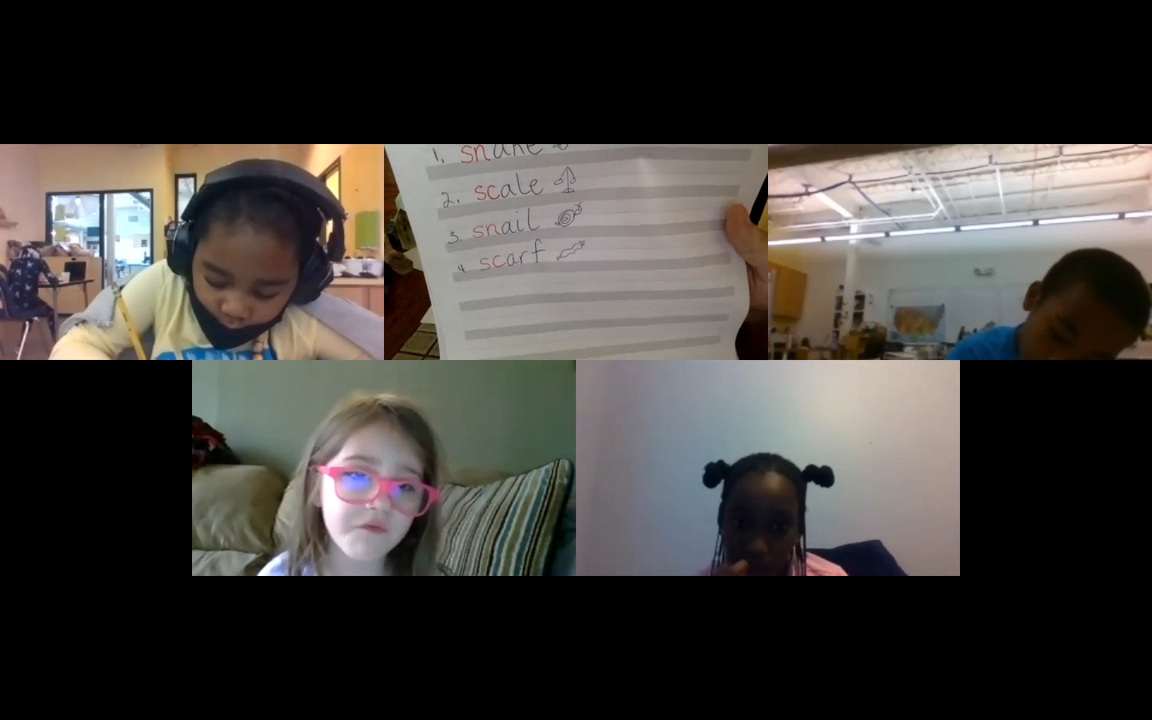 1. snake
2. scale
3. snail
4. scarf